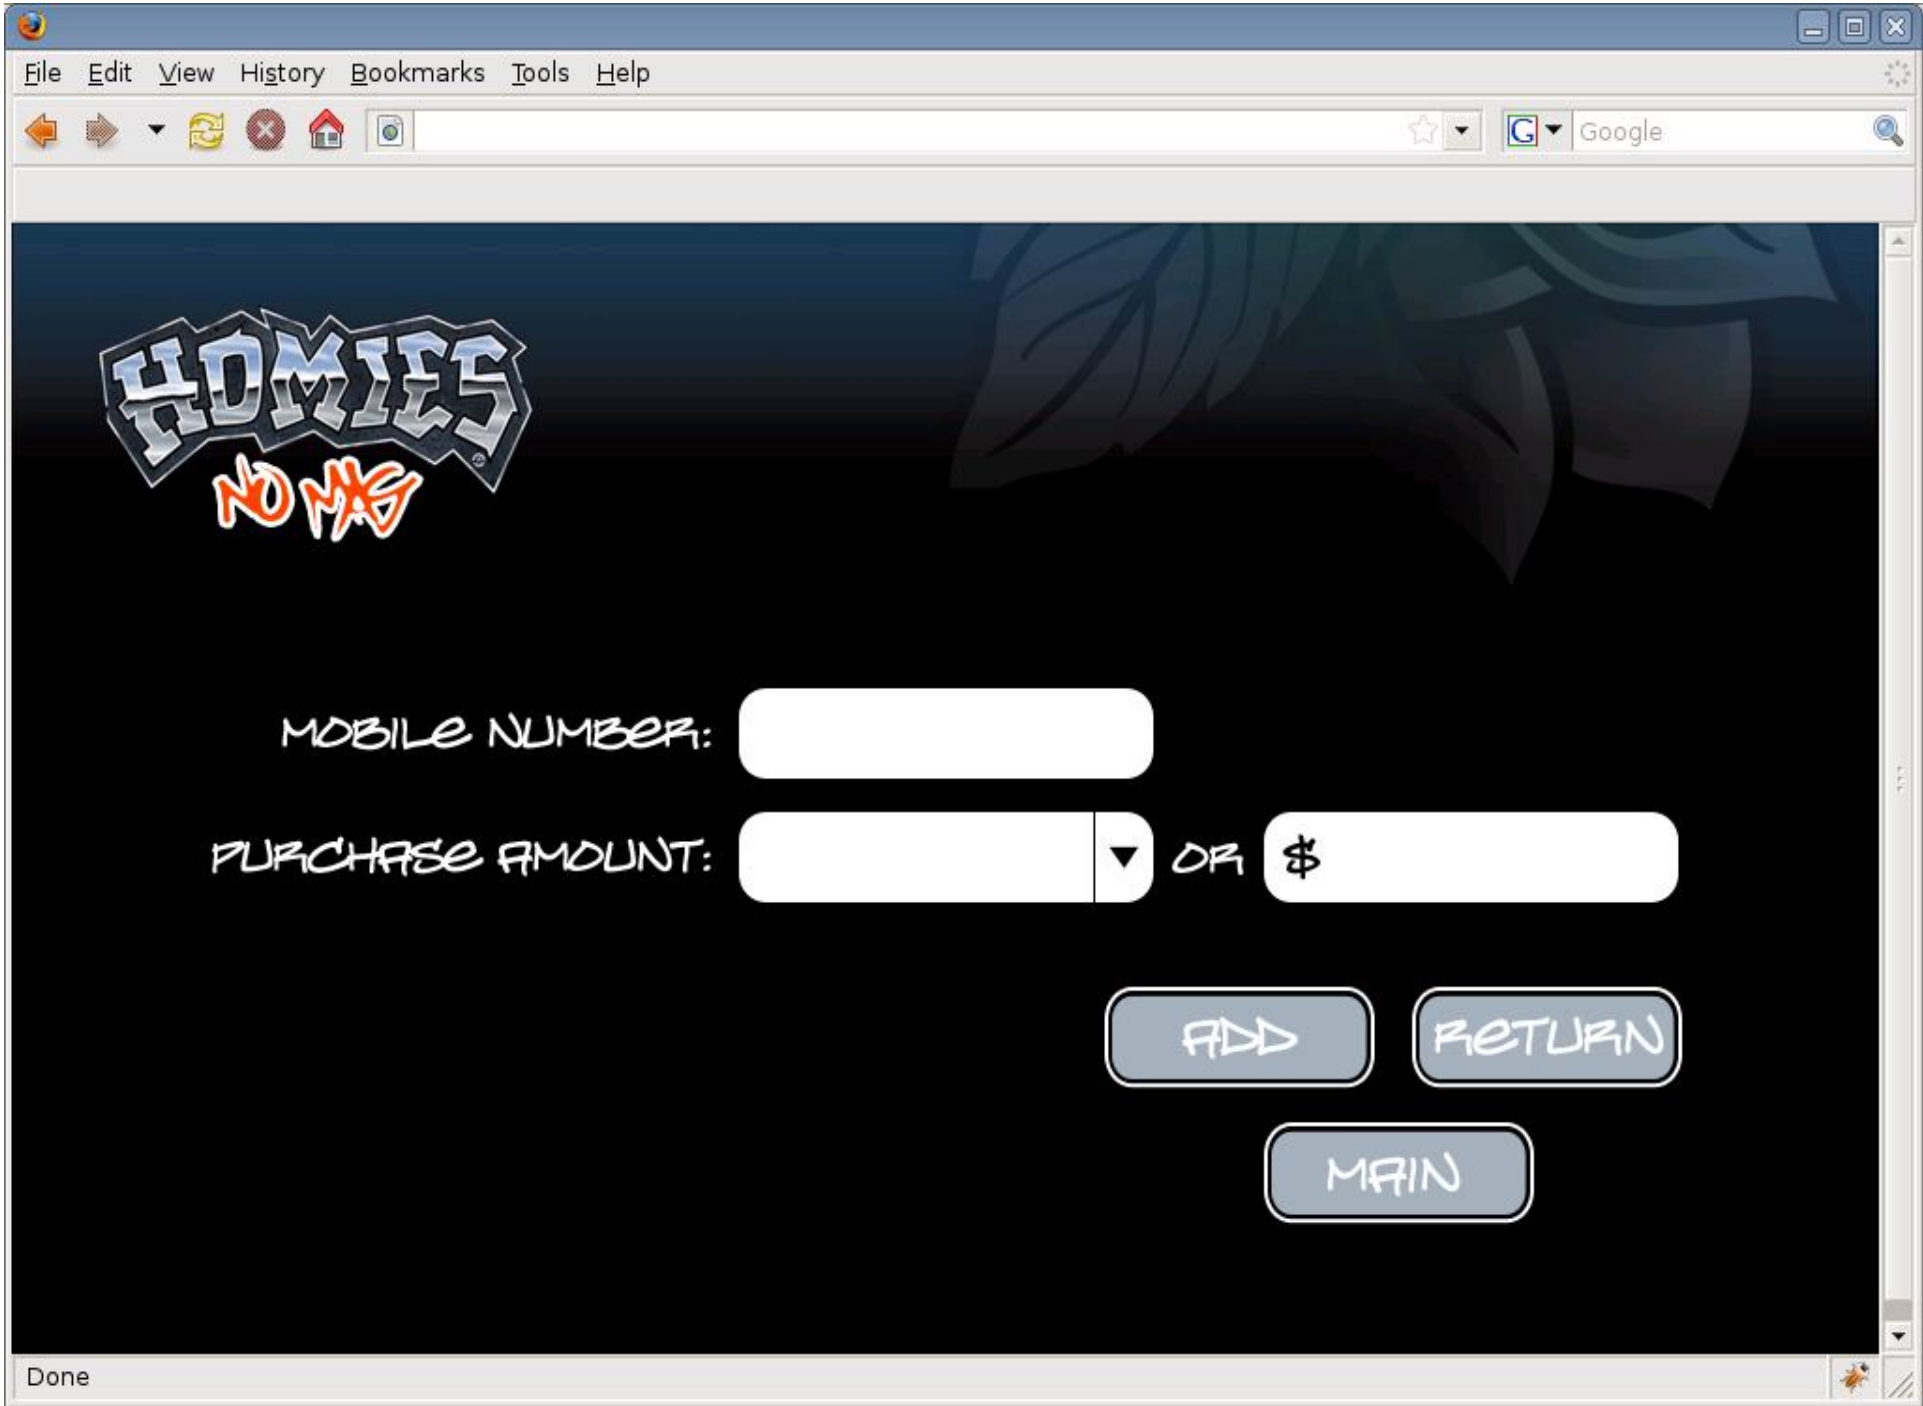 File Edit View History Bookmarks Tools Help
G Google
HOMIES
NO MAS
MOBILE NUMBER:
PURCHASE AMOUNT: OR $
ADD RETURN
MAIN
Done